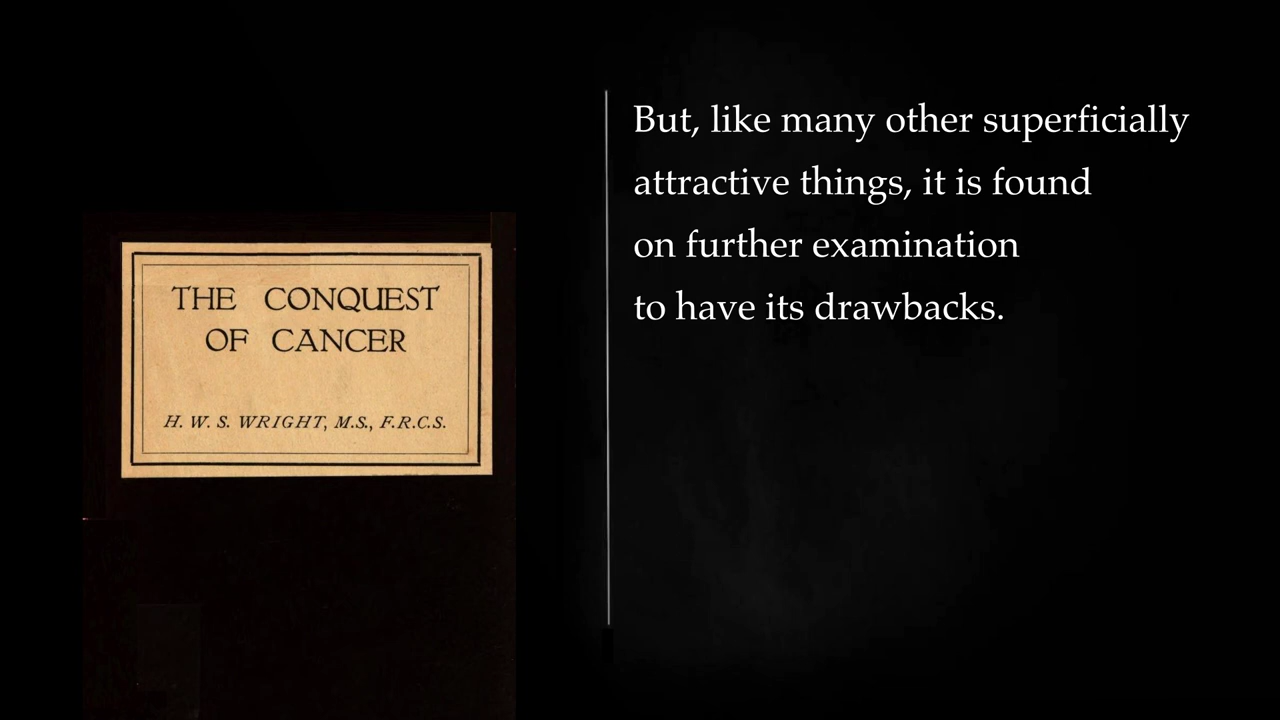 THE CONQUEST
OF CANCER
H. W. S. WRIGHT, M.S., F.R.C.S.
But, like many other superficially
attractive things, it is found
on further examination
to have its drawbacks.